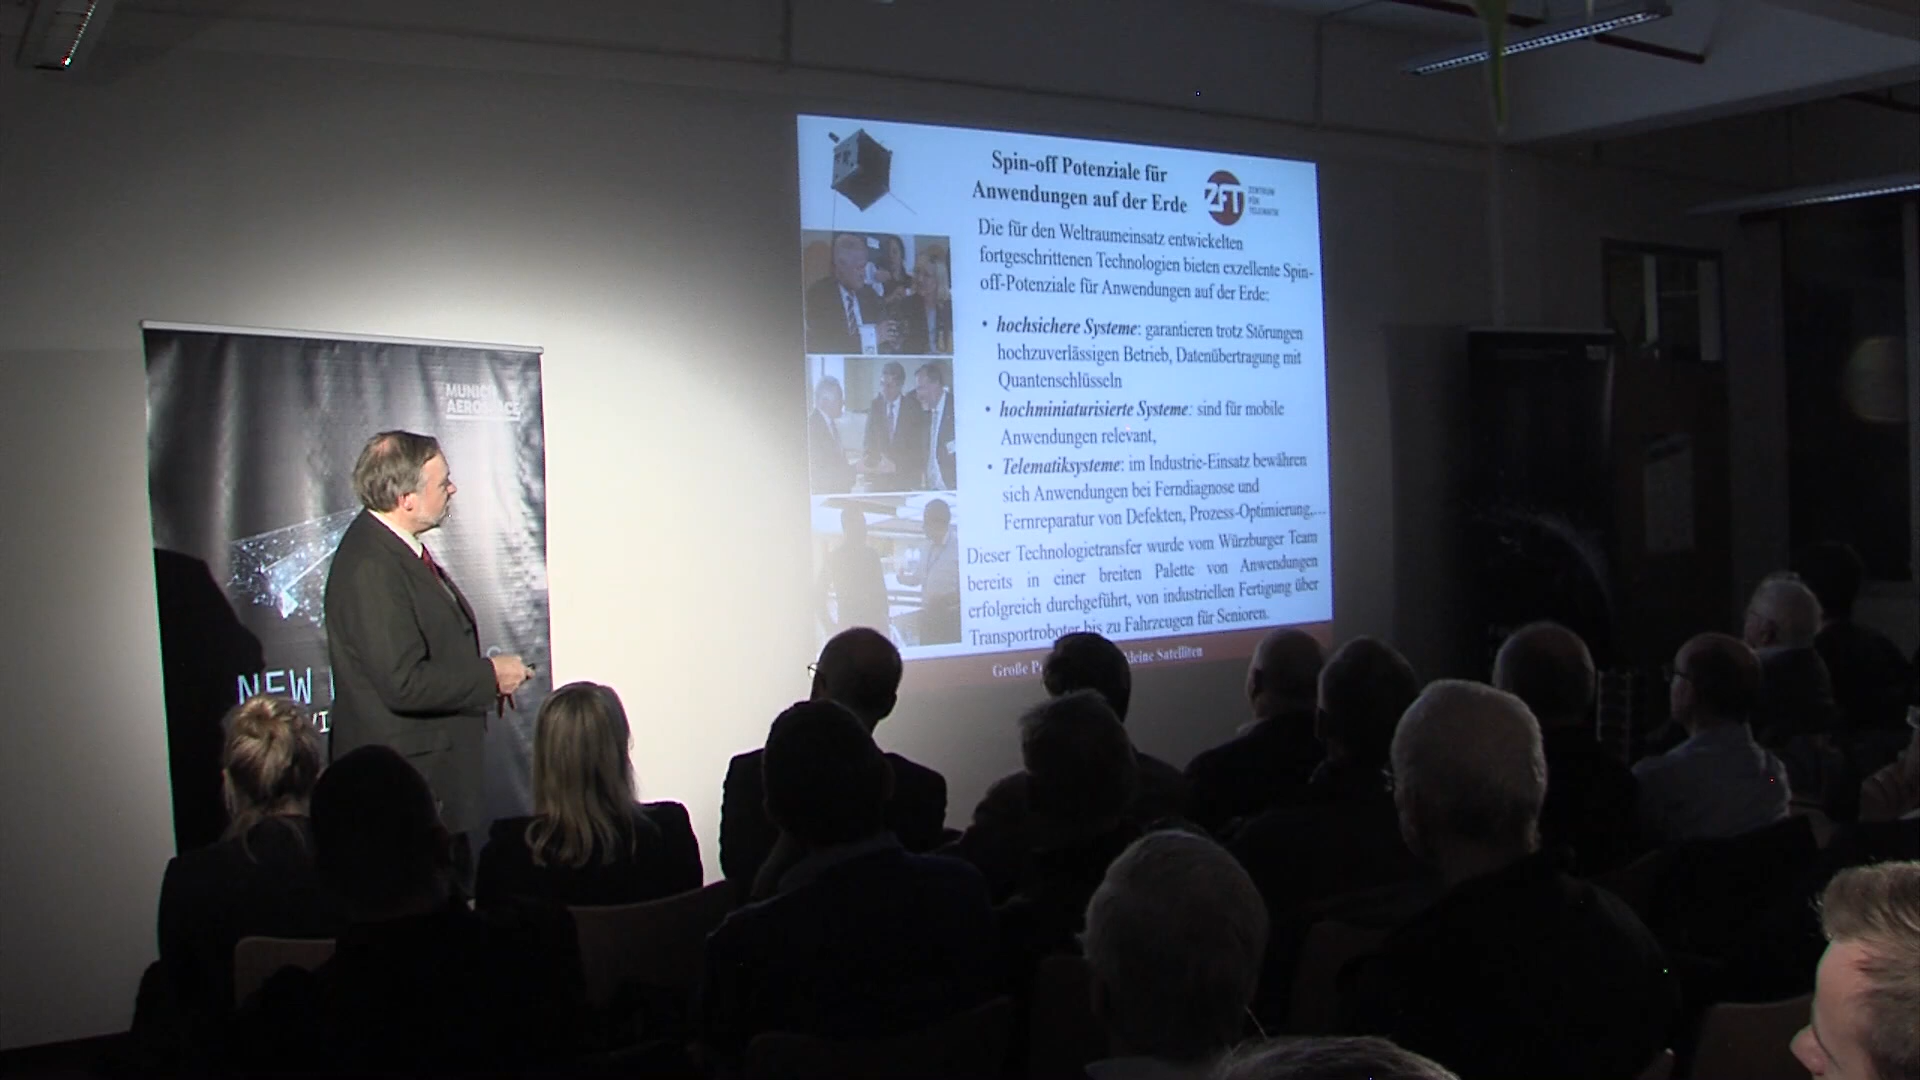 Spin-off Potenziale für
Anwendungen auf der Erde
ZFT
ZENTRUM
FÜR
TELEMATIK
Die für den Weltraumeinsatz entwickelten
fortgeschrittenen Technologien bieten exzellente Spin-
off-Potenziale für Anwendungen auf der Erde:
• hochsichere Systeme: garantieren trotz Störungen
hochzuverlässigen Betrieb, Datenübertragung mit
Quantenschlüsseln
• hochminiaturisierte Systeme: sind für mobile
Anwendungen relevant,
• Telematiksysteme: im Industrie-Einsatz bewähren
sich Anwendungen bei Ferndiagnose und
Fernreparatur von Defekten, Prozess-Optimierung,...
Dieser Technologietransfer wurde vom Würzburger Team
bereits in einer breiten Palette von Anwendungen
erfolgreich durchgeführt, von industriellen Fertigung über
Transportroboter bis zu Fahrzeugen für Senioren.
Große kleine Satelliten
MUNICH
AEROSPACE
NEW